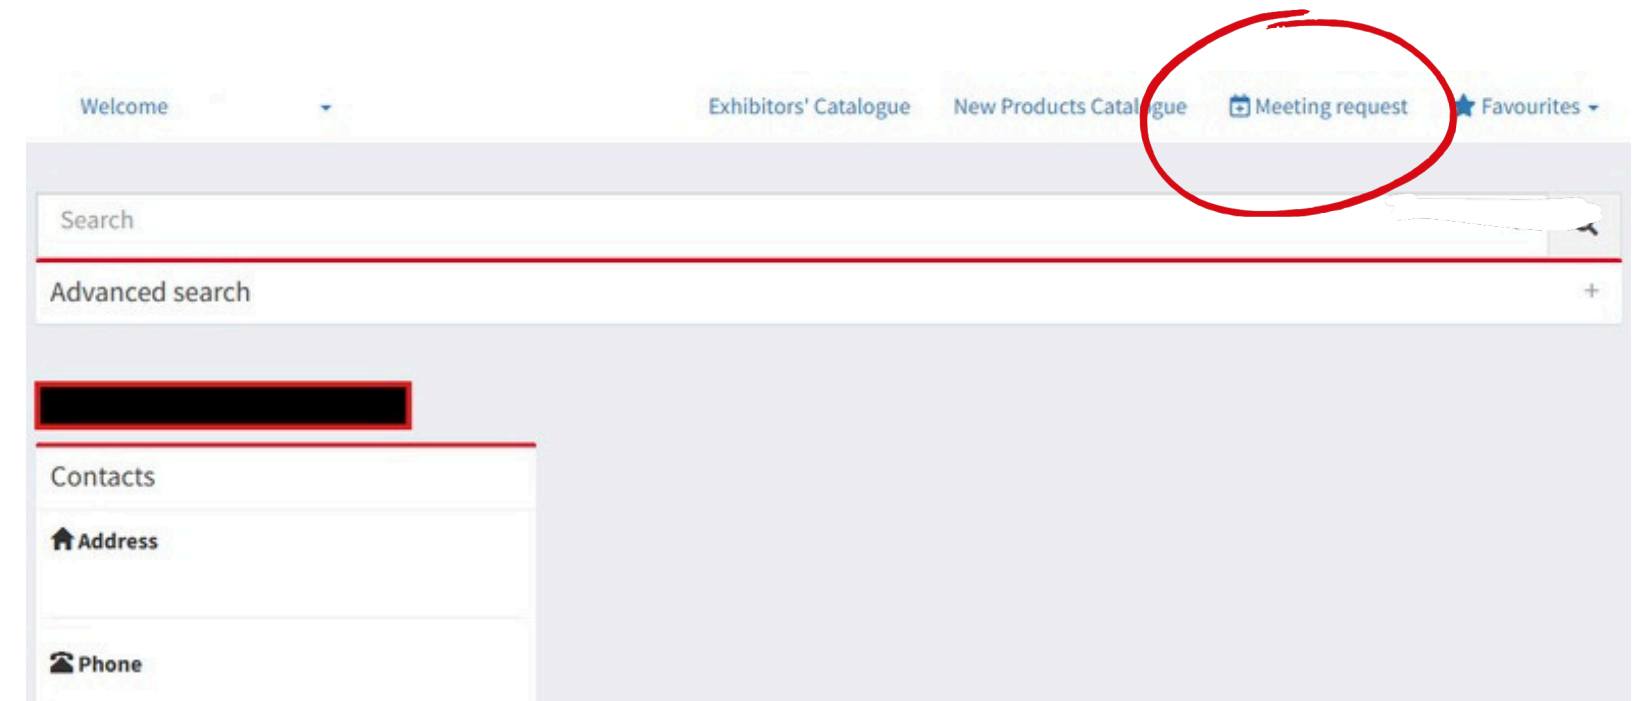 Welcome Exhibitors' Catalogue New Products Catalogue Meeting request Favourites
Search
Advanced search
Contacts
Address
Phone